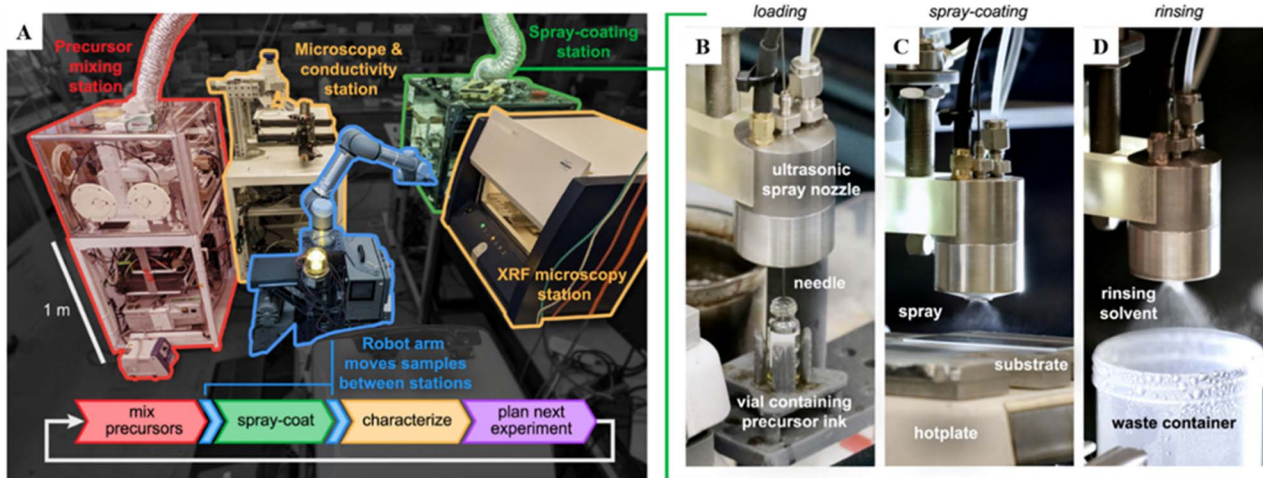 A
Precursor
mixing
station
Microscope &
conductivity
station
Spray-coating
station
XRF microscopy
station
1 m
Robot arm
moves samples
between stations
mix
precursors
spray-coat
characterize
plan next
experiment
loading
B
ultrasonic
spray nozzle
needle
vial containing
precursor ink
spray-coating
C
spray
substrate
hotplate
rinsing
D
rinsing
solvent
waste container